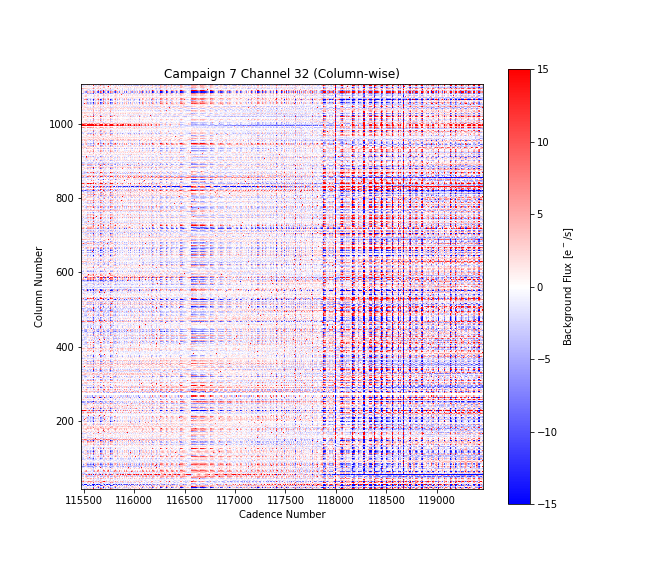 Campaign 7 Channel 32 (Column-wise)
1000
800
600
400
200
Column Number
115500 116000 116500 117000 117500 118000 118500 119000
Cadence Number
15
10
5
0
−5
−10
−15
Background Flux [e⁻/s]